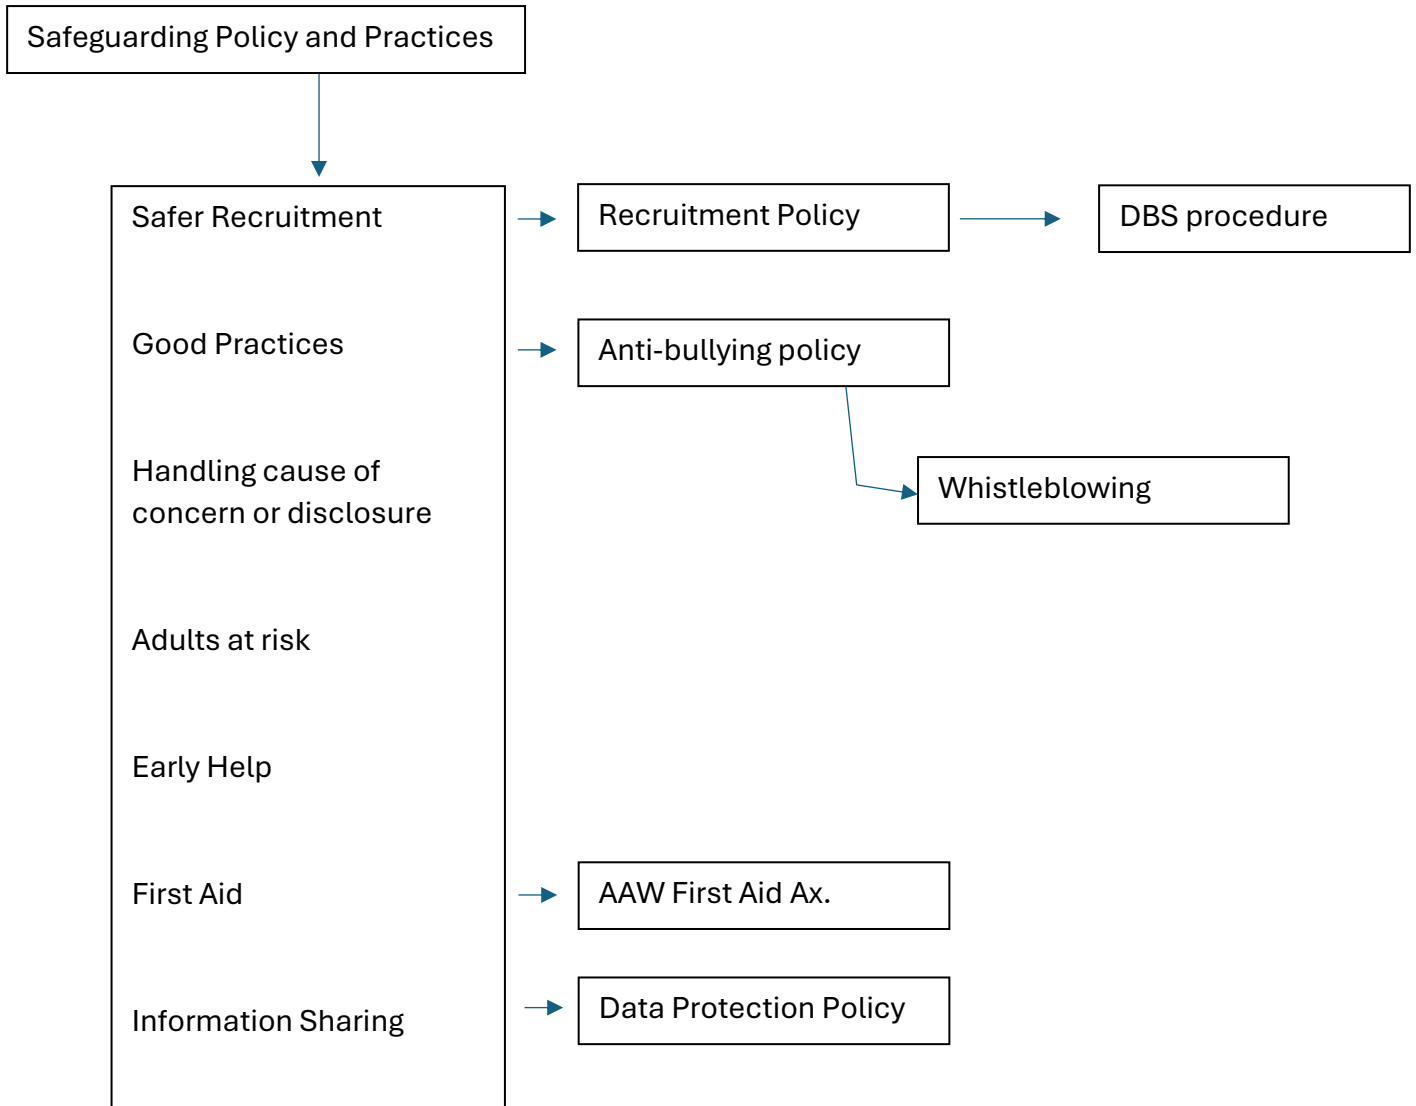 Safeguarding Policy and Practices
Safer Recruitment
Recruitment Policy
DBS procedure
Good Practices
Anti-bullying policy
Handling cause of
concern or disclosure
Whistleblowing
Adults at risk
Early Help
First Aid
AAW First Aid Ax.
Information Sharing
Data Protection Policy